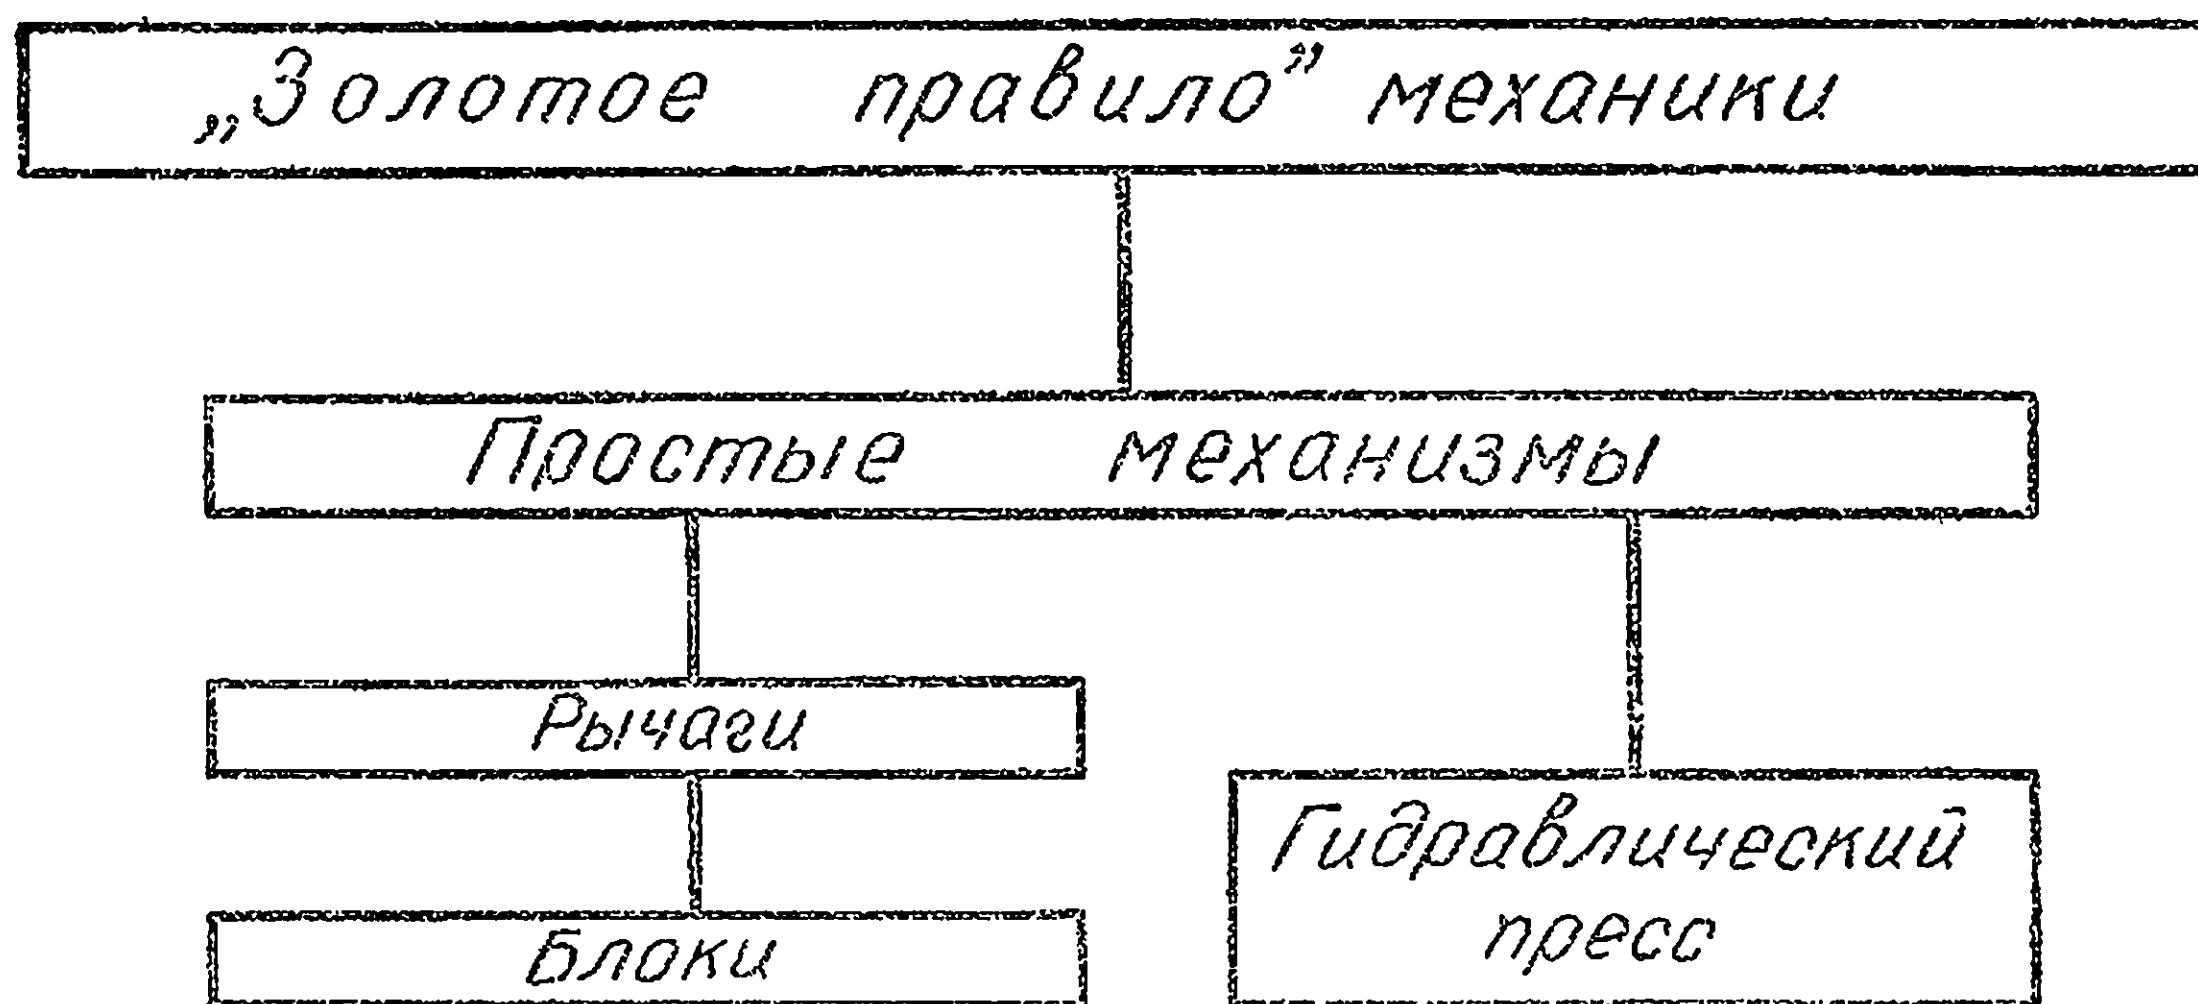 „Золотое правило” механики
Простые механизмы
Рычаги
Гидравлический
пресс
Блоки